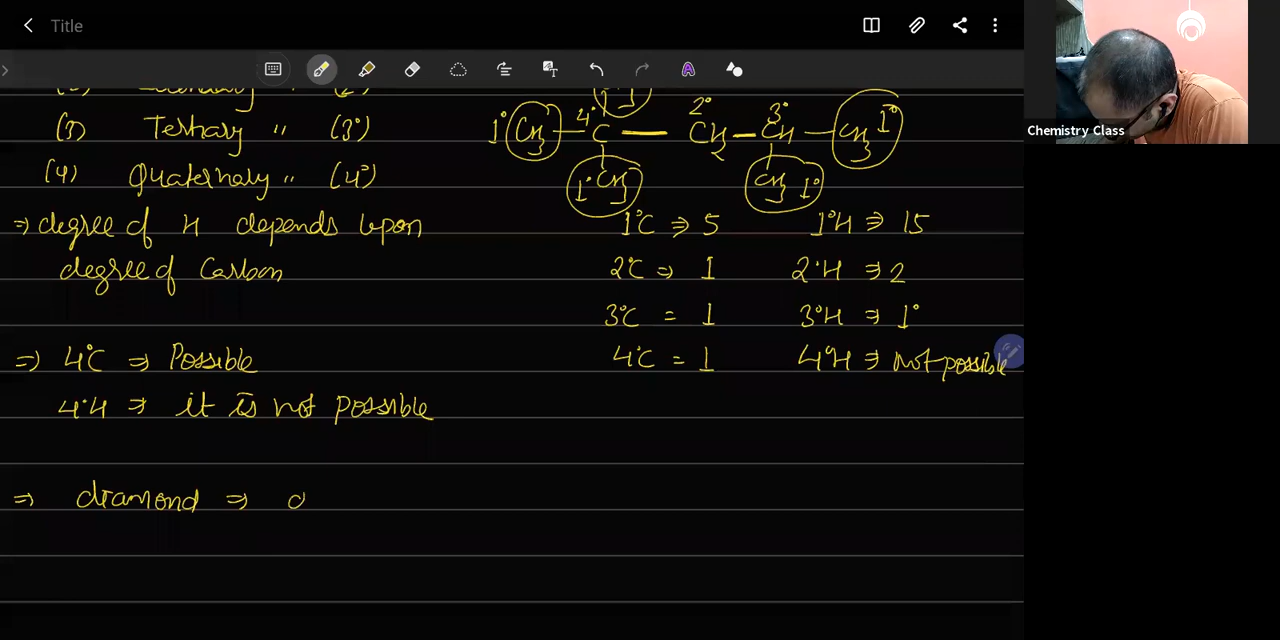 Title
(3) Tertiary " (3°)
(4) Quaternary " (4°)
⇒ degree of H depends upon
degree of Carbon
⇒ 4°C ⇒ Possible
4°H ⇒ it is not possible
⇒ diamond ⇒
1° CH3 — 4° C — 2° CH2 — 3° CH — CH3 1°
1° CH3 CH3 1°
1°C ⇒ 5 1°H ⇒ 15
2°C ⇒ 1 2°H ⇒ 2
3°C = 1 3°H ⇒ 1°
4°C = 1 4°H ⇒ not possible
Chemistry Class